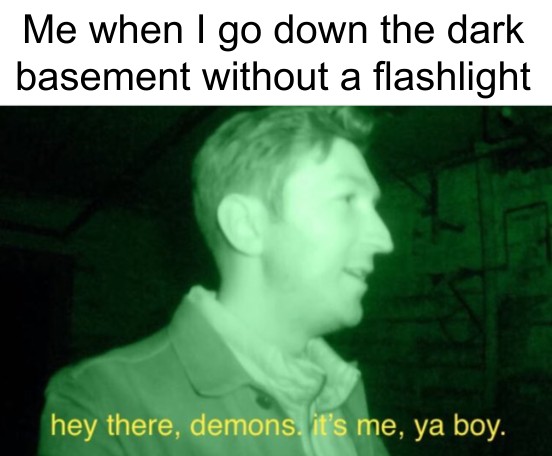 Me when I go down the dark
basement without a flashlight
hey there, demons. it's me, ya boy.